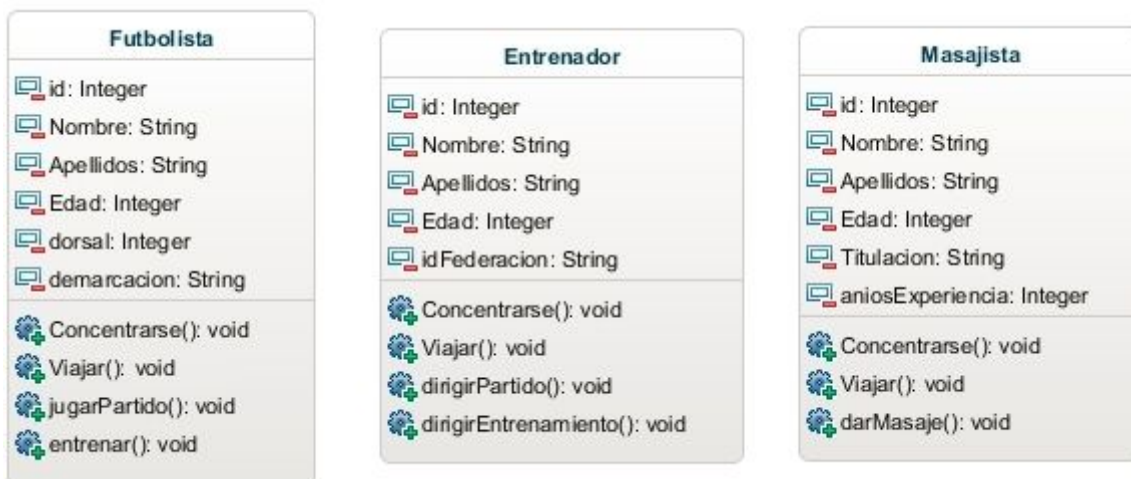 Futbolista
id: Integer
Nombre: String
Apellidos: String
Edad: Integer
dorsal: Integer
demarcacion: String
Concentrarse(): void
Viajar(): void
jugarPartido(): void
entrenar(): void
Entrenador
id: Integer
Nombre: String
Apellidos: String
Edad: Integer
idFederacion: String
Concentrarse(): void
Viajar(): void
dirigirPartido(): void
dirigirEntrenamiento(): void
Masajista
id: Integer
Nombre: String
Apellidos: String
Edad: Integer
Titulacion: String
aniosExperiencia: Integer
Concentrarse(): void
Viajar(): void
darMasaje(): void